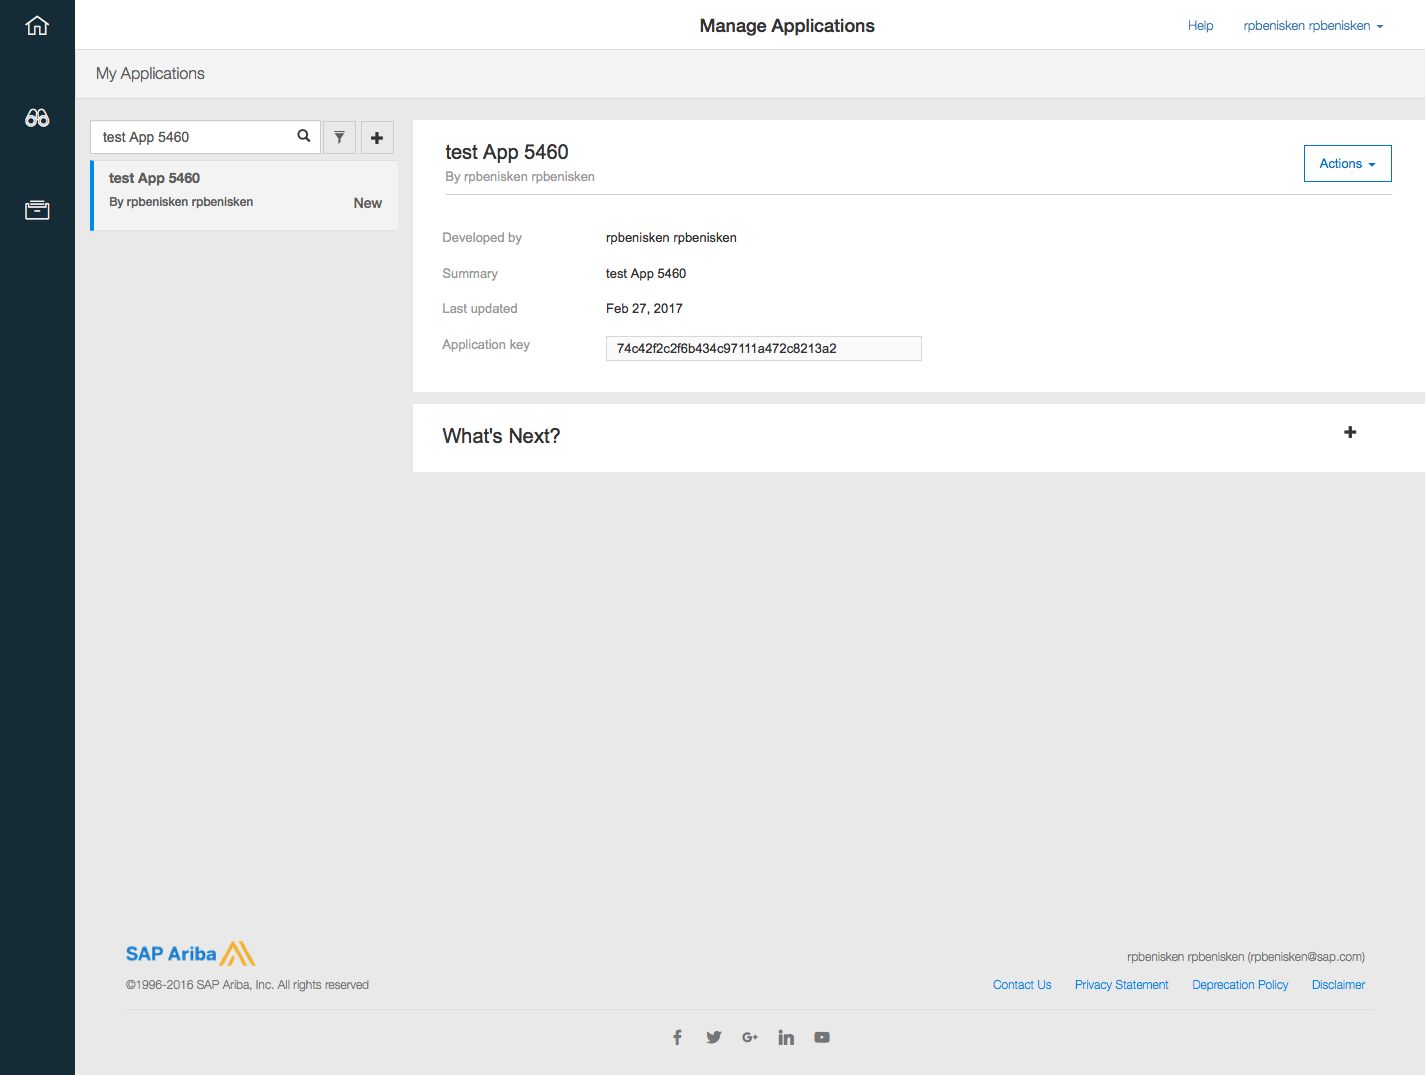 Manage Applications
Help
rpbenisken rpbenisken
My Applications
test App 5460
test App 5460
By rpbenisken rpbenisken
New
test App 5460
By rpbenisken rpbenisken
Actions
Developed by
rpbenisken rpbenisken
Summary
test App 5460
Last updated
Feb 27, 2017
Application key
74c42f2c2f6b434c97111a472c8213a2
What's Next?
SAP Ariba
©1996-2016 SAP Ariba, Inc. All rights reserved
rpbenisken rpbenisken (rpbenisken@sap.com)
Contact Us
Privacy Statement
Deprecation Policy
Disclaimer